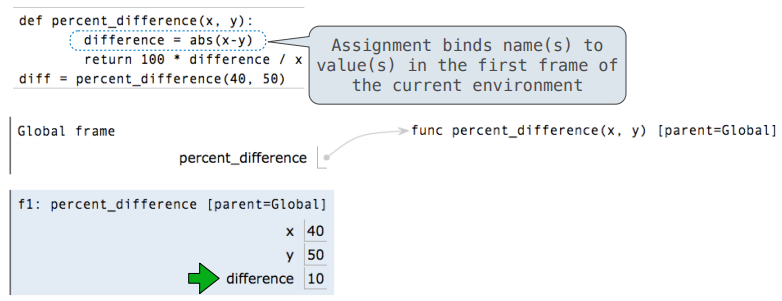 def percent_difference(x, y):
difference = abs(x-y)
return 100 * difference / x
diff = percent_difference(40, 50)
Assignment binds name(s) to
value(s) in the first frame of
the current environment
Global frame
percent_difference
func percent_difference(x, y) [parent=Global]
f1: percent_difference [parent=Global]
x 40
y 50
difference 10